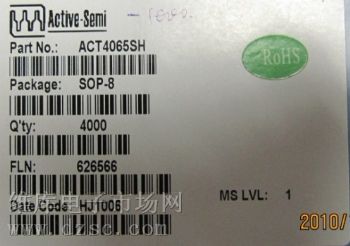 Active-Semi
Part No.: ACT4065SH
RoHS
Package: SOP-8
Q'ty: 4000
FLN: 626566
MS LVL: 1
Date Code: HJ1006
2010/
www.dzsc.com